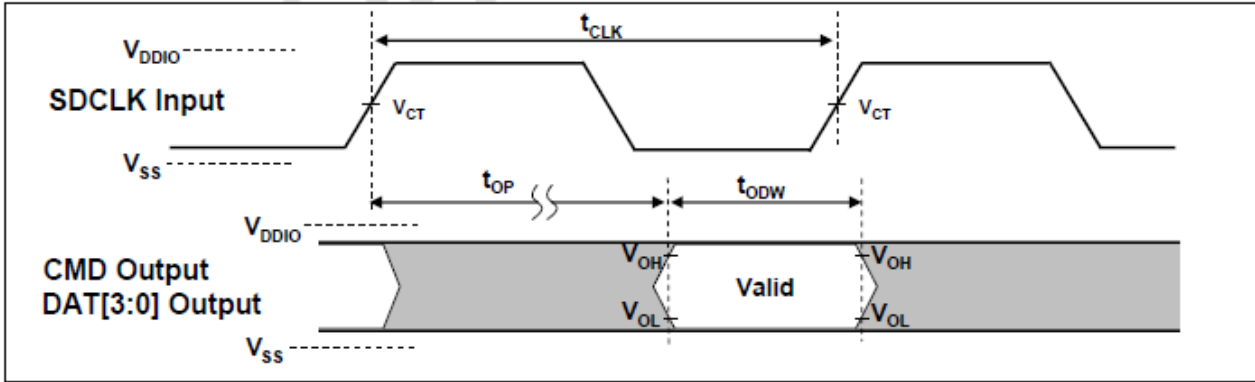 t_CLK
V_DDIO
SDCLK Input
V_CT V_CT
V_SS
t_OP t_ODW
V_DDIO
CMD Output
DAT[3:0] Output
V_OH V_OH
Valid
V_OL V_OL
V_SS